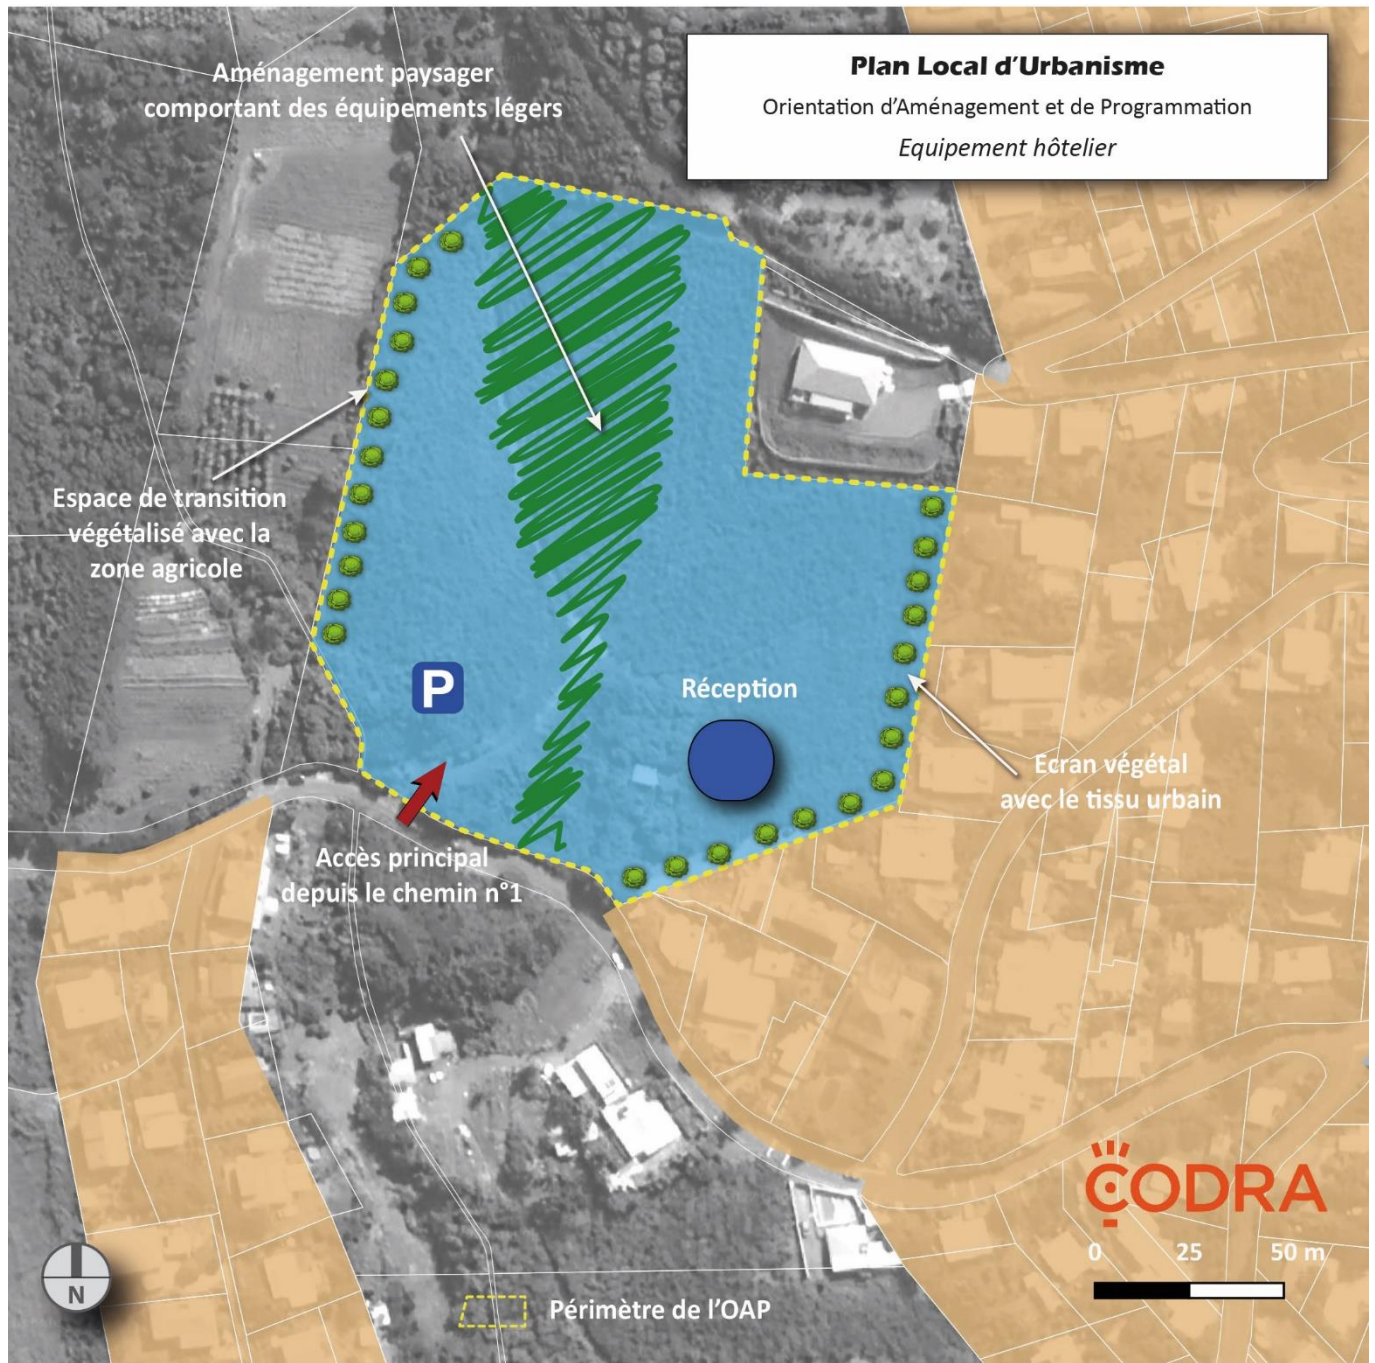 Plan Local d'Urbanisme
Orientation d'Aménagement et de Programmation
Equipement hôtelier
Aménagement paysager
comportant des équipements légers
Espace de transition
végétalisé avec la
zone agricole
P
Réception
Ecran végétal
avec le tissu urbain
Accès principal
depuis le chemin n°1
CODRA
0 25 50 m
N
Périmètre de l'OAP